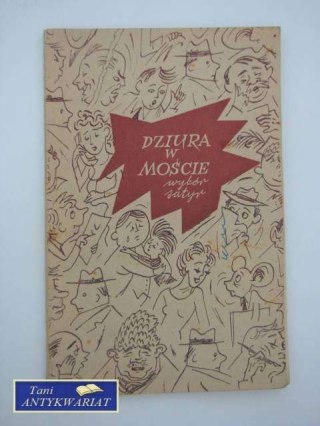 DZIURA
W
MOŚCIE
wybór
satyr
Tani
ANTYKWARIAT